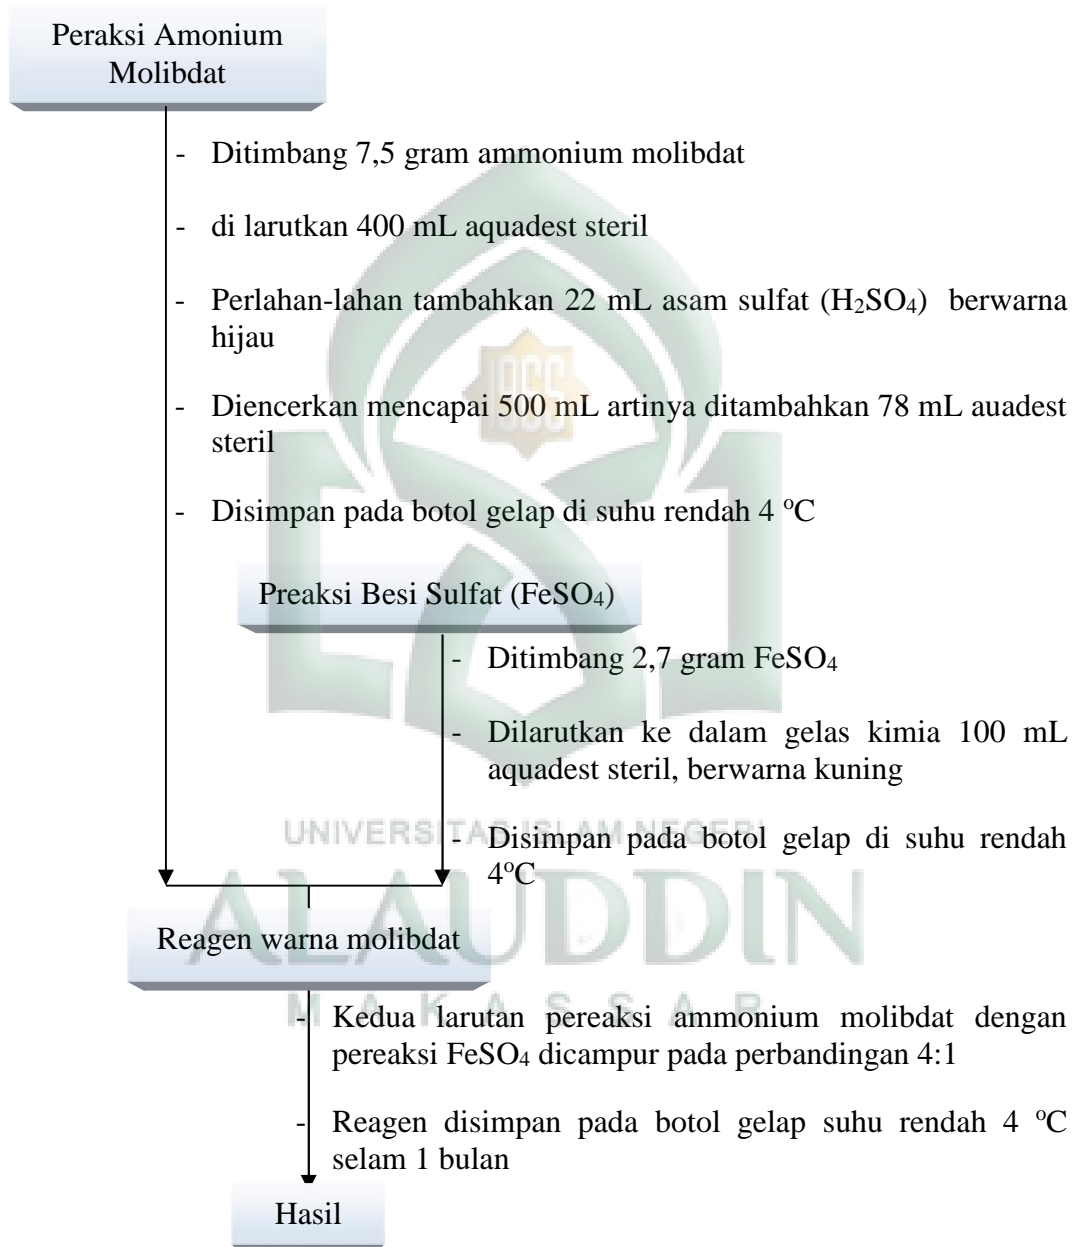 Peraksi Amonium
Molibdat
- Ditimbang 7,5 gram ammonium molibdat
- di larutkan 400 mL aquadest steril
- Perlahan-lahan tambahkan 22 mL asam sulfat (H₂SO₄) berwarna
hijau
- Diencerkan mencapai 500 mL artinya ditambahkan 78 mL auadest
steril
- Disimpan pada botol gelap di suhu rendah 4 ºC
Preaksi Besi Sulfat (FeSO₄)
- Ditimbang 2,7 gram FeSO₄
- Dilarutkan ke dalam gelas kimia 100 mL
aquadest steril, berwarna kuning
- Disimpan pada botol gelap di suhu rendah
4ºC
UNIVERSITAS ISLAM NEGERI
ALAUDDIN
MAKASSAR
Reagen warna molibdat
- Kedua larutan pereaksi ammonium molibdat dengan
pereaksi FeSO₄ dicampur pada perbandingan 4:1
- Reagen disimpan pada botol gelap suhu rendah 4 ºC
selam 1 bulan
Hasil